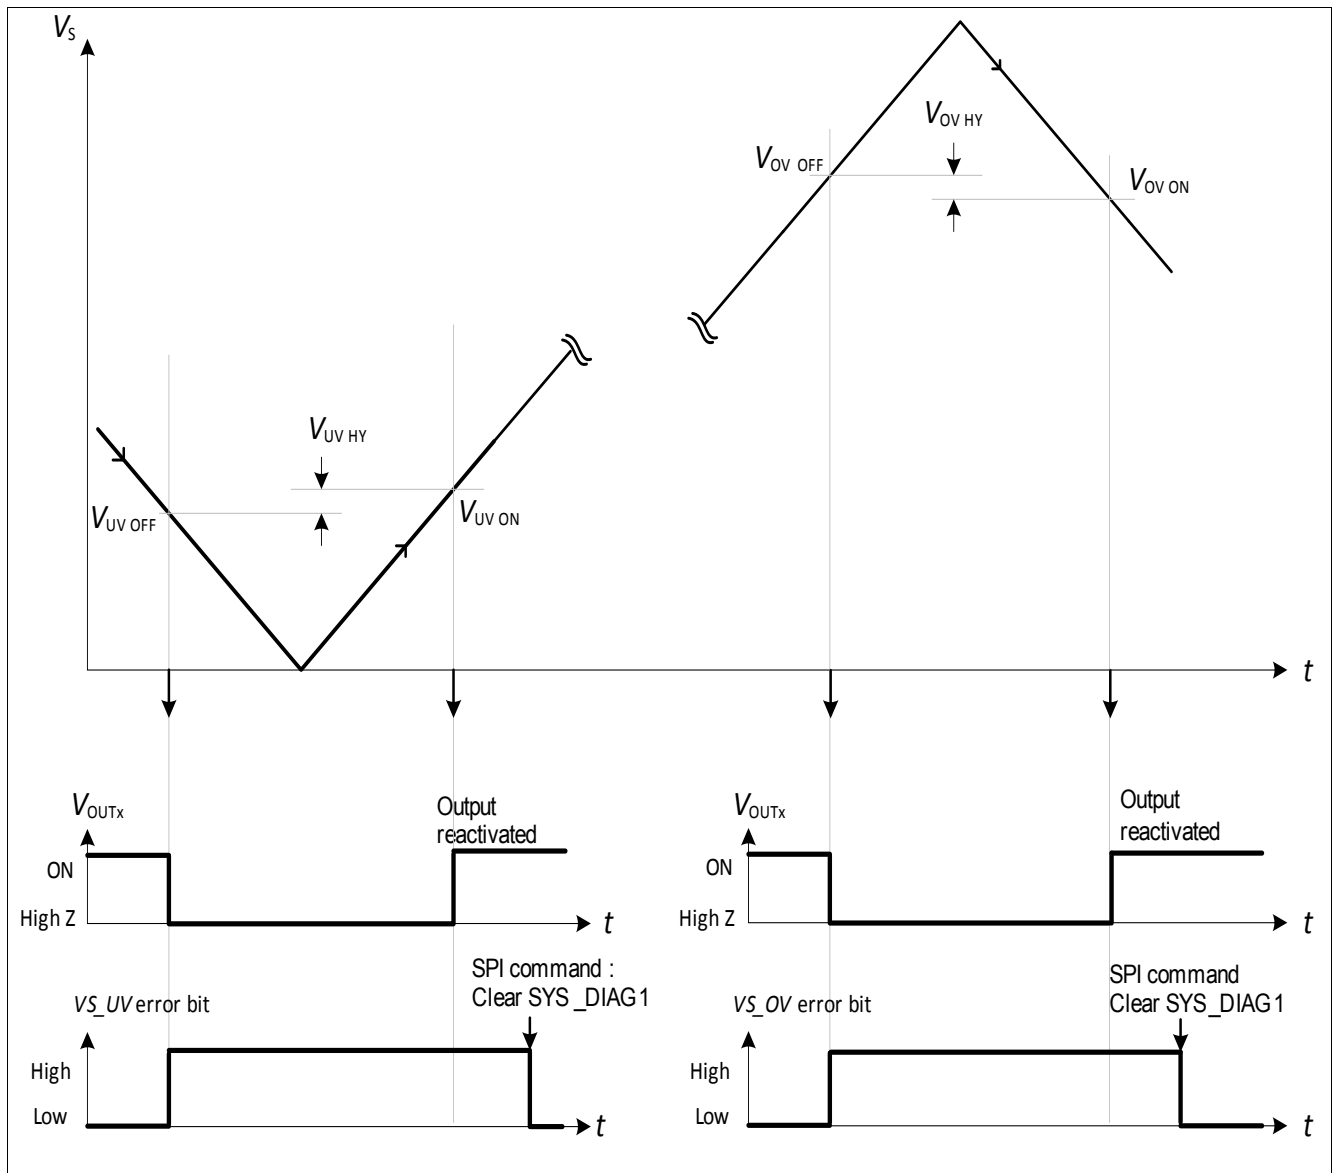 VS
VOV HY
VOV OFF
VOV ON
VUV HY
VUV OFF
VUV ON
t
VOUTx
Output
reactivated
ON
High Z
t
VOUTx
Output
reactivated
ON
High Z
t
SPI command :
Clear SYS_DIAG1
VS_UV error bit
High
Low
t
SPI command
Clear SYS_DIAG1
VS_OV error bit
High
Low
t